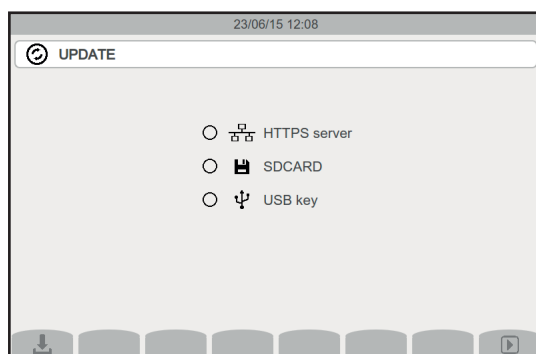 23/06/15 12:08
UPDATE
HTTPS server
SDCARD
USB key